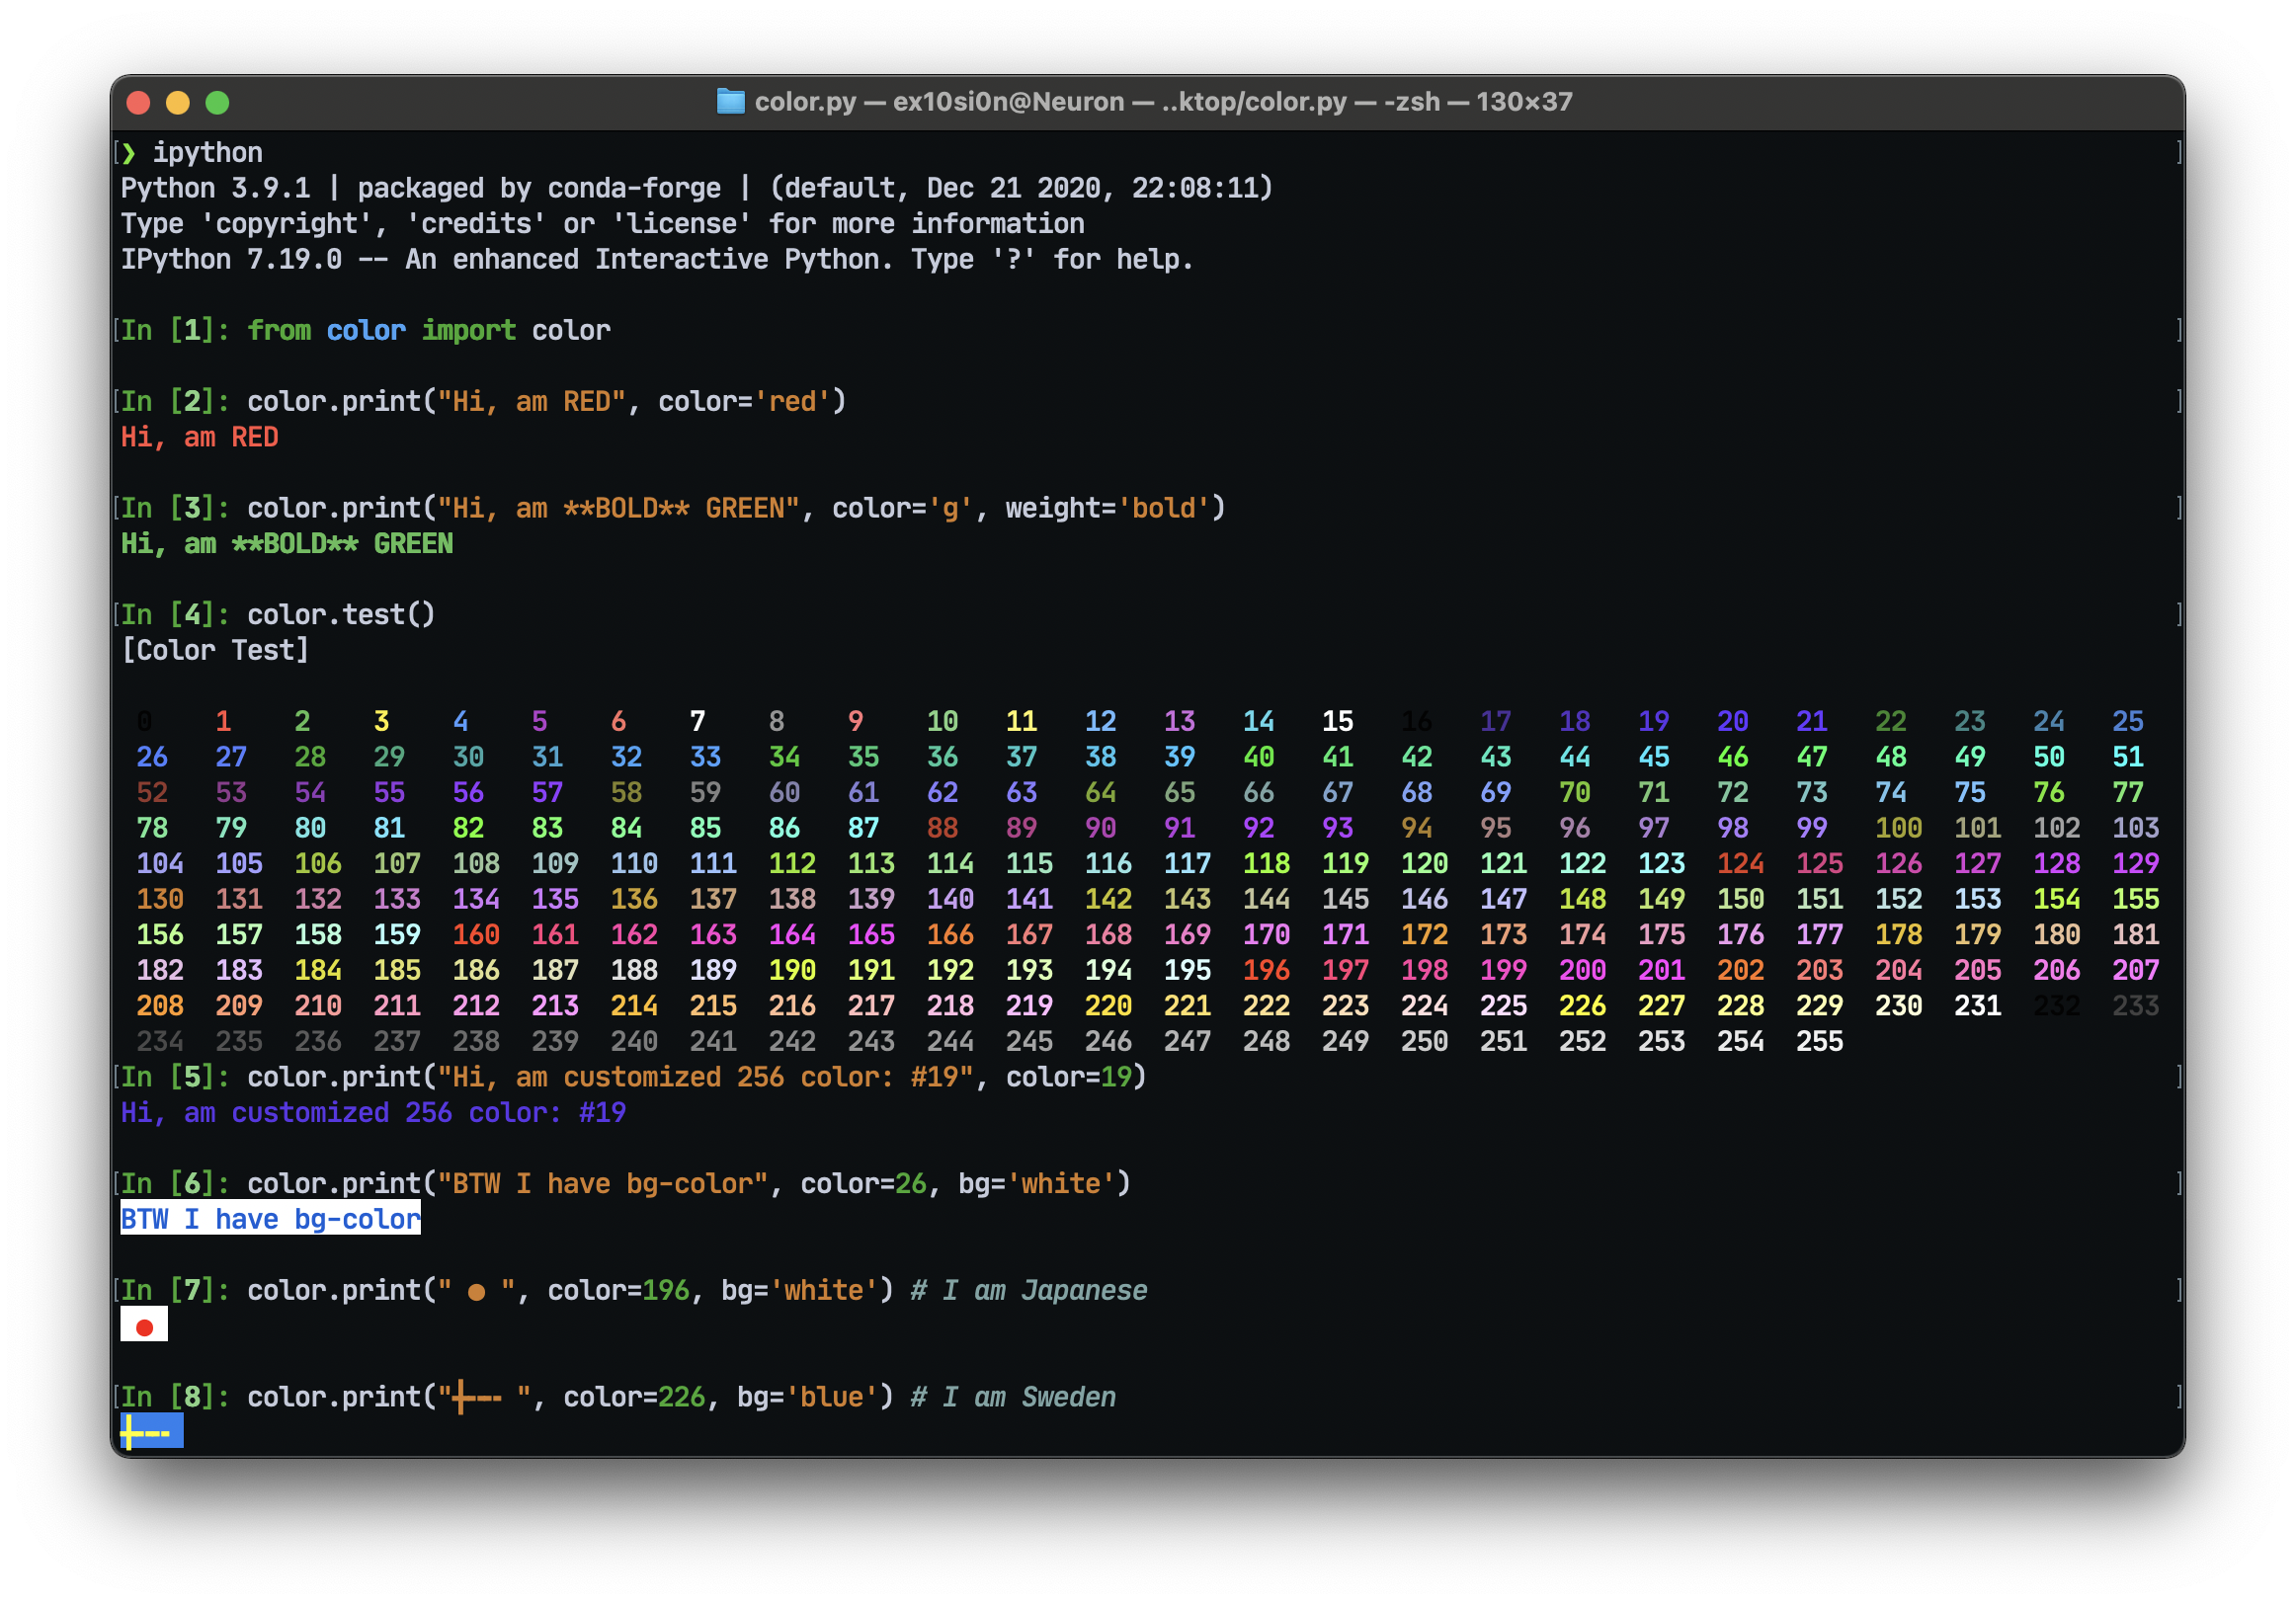 color.py — ex10si0n@Neuron — ..ktop/color.py — -zsh — 130×37
[❯ ipython ]
Python 3.9.1 | packaged by conda-forge | (default, Dec 21 2020, 22:08:11)
Type 'copyright', 'credits' or 'license' for more information
IPython 7.19.0 -- An enhanced Interactive Python. Type '?' for help.
[In [1]: from color import color ]
[In [2]: color.print("Hi, am RED", color='red') ]
Hi, am RED
[In [3]: color.print("Hi, am **BOLD** GREEN", color='g', weight='bold') ]
Hi, am **BOLD** GREEN
[In [4]: color.test() ]
[Color Test]
0 1 2 3 4 5 6 7 8 9 10 11 12 13 14 15 16 17 18 19 20 21 22 23 24 25
26 27 28 29 30 31 32 33 34 35 36 37 38 39 40 41 42 43 44 45 46 47 48 49 50 51
52 53 54 55 56 57 58 59 60 61 62 63 64 65 66 67 68 69 70 71 72 73 74 75 76 77
78 79 80 81 82 83 84 85 86 87 88 89 90 91 92 93 94 95 96 97 98 99 100 101 102 103
104 105 106 107 108 109 110 111 112 113 114 115 116 117 118 119 120 121 122 123 124 125 126 127 128 129
130 131 132 133 134 135 136 137 138 139 140 141 142 143 144 145 146 147 148 149 150 151 152 153 154 155
156 157 158 159 160 161 162 163 164 165 166 167 168 169 170 171 172 173 174 175 176 177 178 179 180 181
182 183 184 185 186 187 188 189 190 191 192 193 194 195 196 197 198 199 200 201 202 203 204 205 206 207
208 209 210 211 212 213 214 215 216 217 218 219 220 221 222 223 224 225 226 227 228 229 230 231 232 233
234 235 236 237 238 239 240 241 242 243 244 245 246 247 248 249 250 251 252 253 254 255
[In [5]: color.print("Hi, am customized 256 color: #19", color=19) ]
Hi, am customized 256 color: #19
[In [6]: color.print("BTW I have bg-color", color=26, bg='white') ]
BTW I have bg-color
[In [7]: color.print(" ● ", color=196, bg='white') # I am Japanese ]
●
[In [8]: color.print("╋━╸ ", color=226, bg='blue') # I am Sweden ]
╋━╸